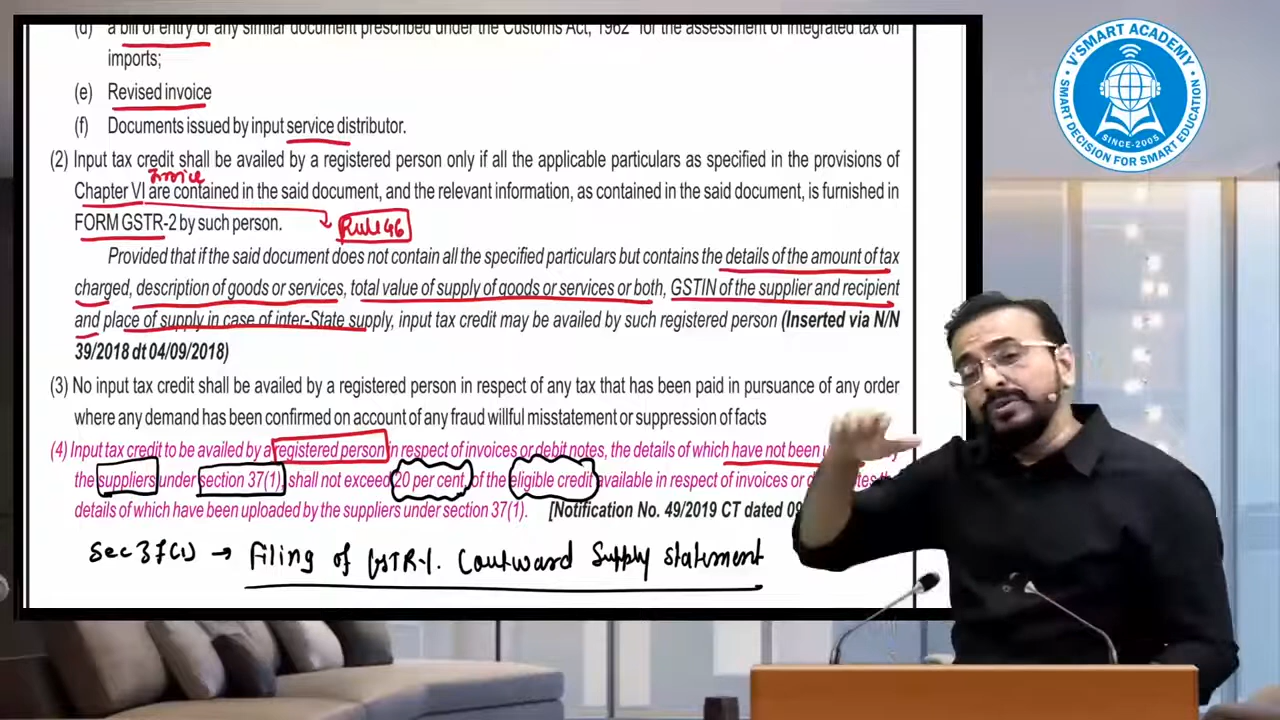 (d) a bill of entry or any similar document prescribed under the Customs Act, 1962 for the assessment of integrated tax on
imports;
(e) Revised invoice
(f) Documents issued by input service distributor.
(2) Input tax credit shall be availed by a registered person only if all the applicable particulars as specified in the provisions of
Invoice
Chapter VI are contained in the said document, and the relevant information, as contained in the said document, is furnished in
FORM GSTR-2 by such person.
Rule 46
Provided that if the said document does not contain all the specified particulars but contains the details of the amount of tax
charged, description of goods or services, total value of supply of goods or services or both, GSTIN of the supplier and recipient
and place of supply in case of inter-State supply, input tax credit may be availed by such registered person (Inserted via N/N
39/2018 dt 04/09/2018)
(3) No input tax credit shall be availed by a registered person in respect of any tax that has been paid in pursuance of any order
where any demand has been confirmed on account of any fraud willful misstatement or suppression of facts
(4) Input tax credit to be availed by a registered person in respect of invoices or debit notes, the details of which have not been
the suppliers under section 37(1), shall not exceed 20 per cent, of the eligible credit available in respect of invoices or
details of which have been uploaded by the suppliers under section 37(1). [Notification No. 49/2019 CT dated
Sec 37(1) → Filing of GSTR-1. (outward Supply Statement
V'SMART ACADEMY
SINCE-2005
SMART DECISION FOR SMART EDUCATION